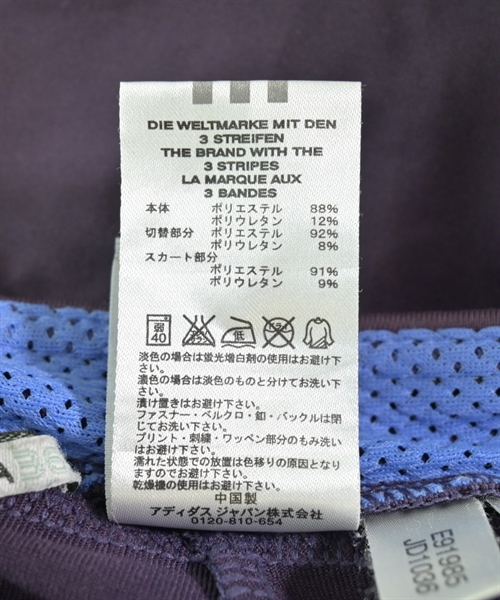 DIE WELTMARKE MIT DEN
3 STREIFEN
THE BRAND WITH THE
3 STRIPES
LA MARQUE AUX
3 BANDES
本体 ポリエステル 88%
ポリウレタン 12%
切替部分 ポリエステル 92%
ポリウレタン 8%
スカート部分
ポリエステル 91%
ポリウレタン 9%
弱
40
低
淡色の場合は蛍光増白剤の使用はお避け下
さい。
濃色の場合は淡色のものと分けてお洗い下
さい。
漬け置きはお避け下さい。
ファスナー・ベルクロ・釦・バックルは閉
じてお洗い下さい。
プリント・刺繍・ワッペン部分のもみ洗い
はお避け下さい。
濡れた状態での放置は色移りの原因となり
ますのでお避け下さい。
乾燥機の使用はお避け下さい。
中国製
アディダス ジャパン株式会社
0120-810-654
E91985
JD1036